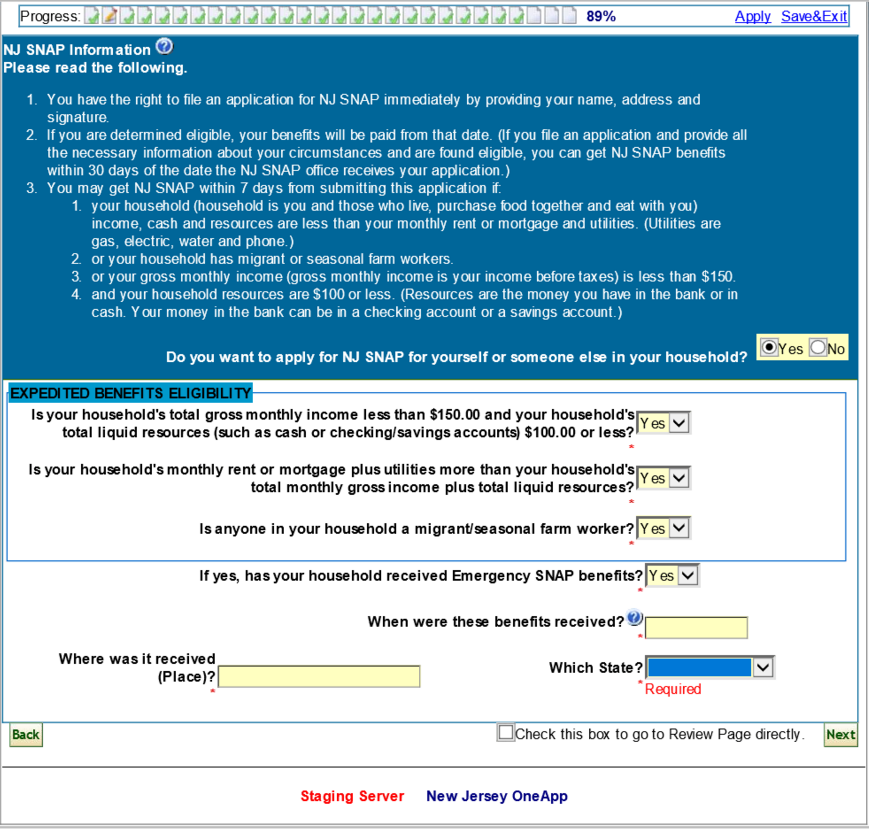 Progress: 89% Apply Save&Exit
NJ SNAP Information
Please read the following.
1. You have the right to file an application for NJ SNAP immediately by providing your name, address and
signature.
2. If you are determined eligible, your benefits will be paid from that date. (If you file an application and provide all
the necessary information about your circumstances and are found eligible, you can get NJ SNAP benefits
within 30 days of the date the NJ SNAP office receives your application.)
3. You may get NJ SNAP within 7 days from submitting this application if:
1. your household (household is you and those who live, purchase food together and eat with you)
income, cash and resources are less than your monthly rent or mortgage and utilities. (Utilities are
gas, electric, water and phone.)
2. or your household has migrant or seasonal farm workers.
3. or your gross monthly income (gross monthly income is your income before taxes) is less than $150.
4. and your household resources are $100 or less. (Resources are the money you have in the bank or in
cash. Your money in the bank can be in a checking account or a savings account.)
Do you want to apply for NJ SNAP for yourself or someone else in your household? Yes No
EXPEDITED BENEFITS ELIGIBILITY
Is your household's total gross monthly income less than $150.00 and your household's
total liquid resources (such as cash or checking/savings accounts) $100.00 or less? Yes
*
Is your household's monthly rent or mortgage plus utilities more than your household's
total monthly gross income plus total liquid resources? Yes
*
Is anyone in your household a migrant/seasonal farm worker? Yes
*
If yes, has your household received Emergency SNAP benefits? Yes
*
When were these benefits received?
*
Where was it received
(Place)?
*
Which State?
* Required
Back Check this box to go to Review Page directly. Next
Staging Server New Jersey OneApp